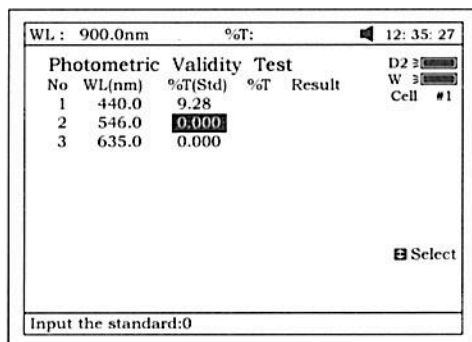 WL : 900.0nm %T: 12: 35: 27
Photometric Validity Test
D2
No WL(nm) %T(Std) %T Result
W
1 440.0 9.28
Cell #1
2 546.0 0.000
3 635.0 0.000
Select
Input the standard:0